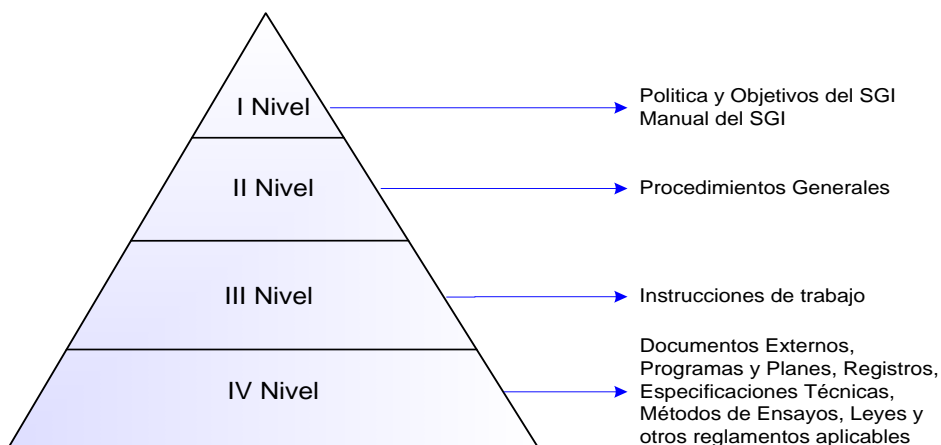 I Nivel
Politica y Objetivos del SGI
Manual del SGI
II Nivel
Procedimientos Generales
III Nivel
Instrucciones de trabajo
IV Nivel
Documentos Externos,
Programas y Planes, Registros,
Especificaciones Técnicas,
Métodos de Ensayos, Leyes y
otros reglamentos aplicables